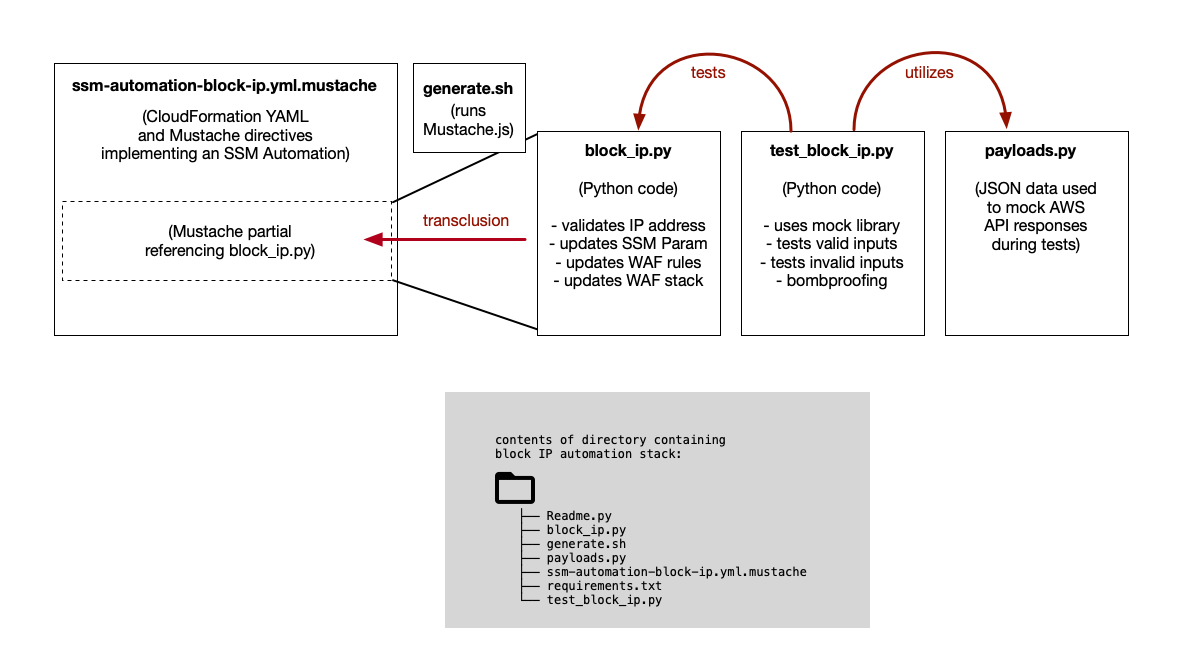 ssm-automation-block-ip.yml.mustache
(CloudFormation YAML
and Mustache directives
implementing an SSM Automation)
(Mustache partial
referencing block_ip.py)
generate.sh
(runs
Mustache.js)
transclusion
tests
utilizes
block_ip.py
(Python code)
- validates IP address
- updates SSM Param
- updates WAF rules
- updates WAF stack
test_block_ip.py
(Python code)
- uses mock library
- tests valid inputs
- tests invalid inputs
- bombproofing
payloads.py
(JSON data used
to mock AWS
API responses
during tests)
contents of directory containing
block IP automation stack:
Readme.py
block_ip.py
generate.sh
payloads.py
ssm-automation-block-ip.yml.mustache
requirements.txt
test_block_ip.py